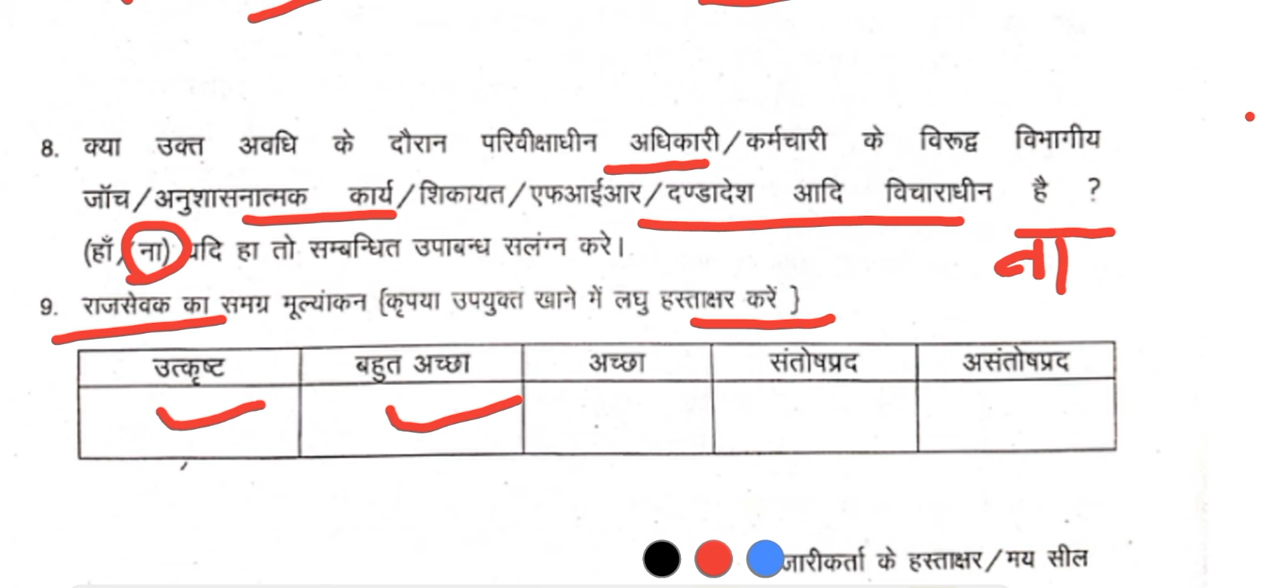 8. क्या उक्त अवधि के दौरान परिवीक्षाधीन अधिकारी/कर्मचारी के विरूद्व विभागीय
जॉच/अनुशासनात्मक कार्य/शिकायत/एफआईआर/दण्डादेश आदि विचाराधीन है ?
(हाँ/ना) यदि हा तो सम्बन्धित उपाबन्ध सलंग्न करे।
ना
9. राजसेवक का समग्र मूल्यांकन {कृपया उपयुक्त खाने में लघु हस्ताक्षर करें }
उत्कृष्ट बहुत अच्छा अच्छा संतोषप्रद असंतोषप्रद
जारीकर्ता के हस्ताक्षर/मय सील